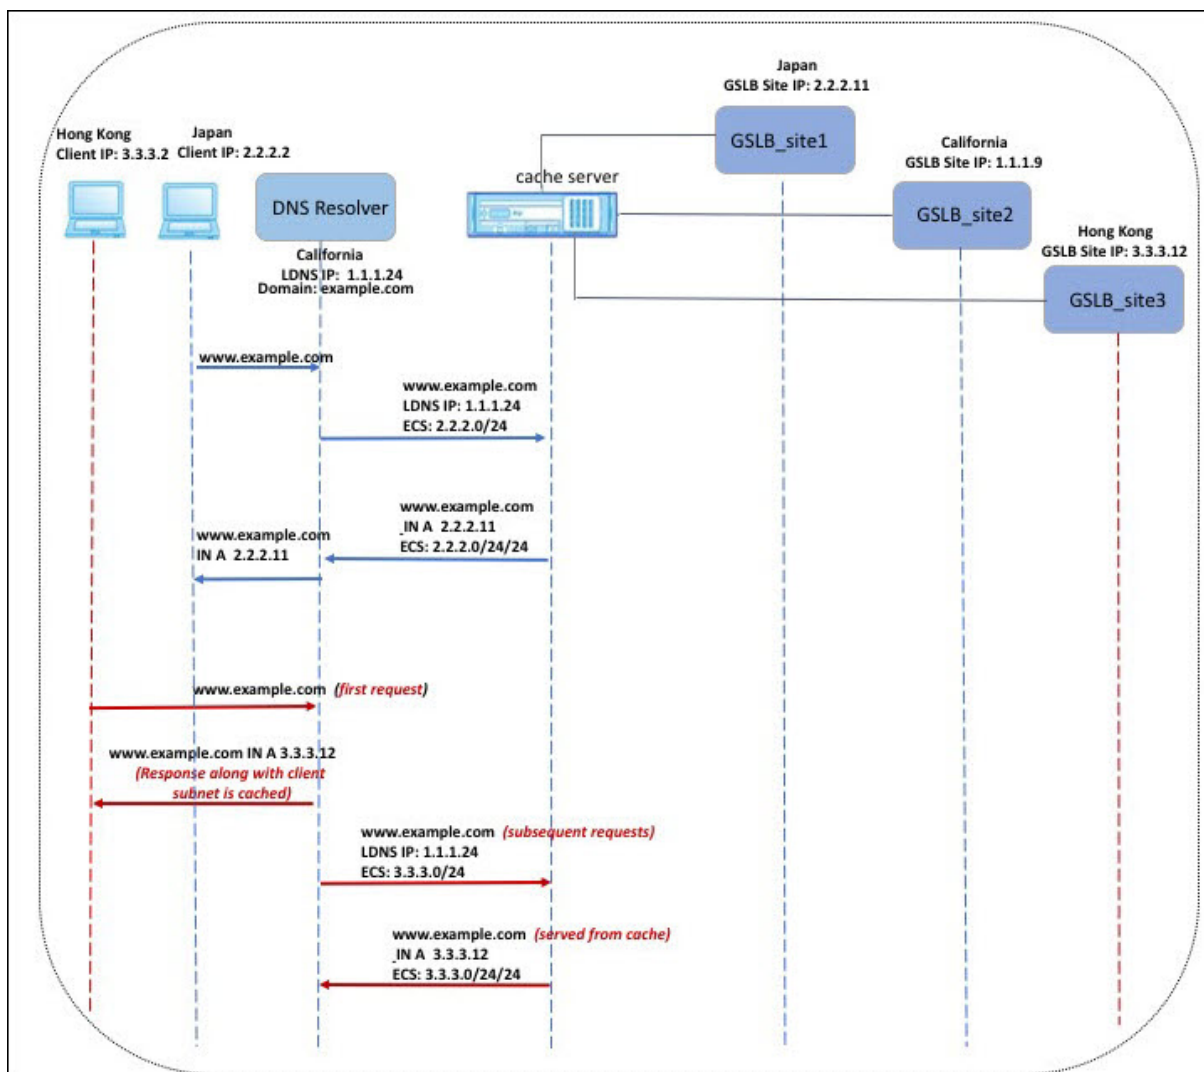 Japan
GSLB Site IP: 2.2.2.11
GSLB_site1
Hong Kong
Client IP: 3.3.3.2
Japan
Client IP: 2.2.2.2
California
GSLB Site IP: 1.1.1.9
cache server
DNS Resolver
GSLB_site2
Hong Kong
GSLB Site IP: 3.3.3.12
California
LDNS IP: 1.1.1.24
Domain: example.com
GSLB_site3
www.example.com
www.example.com
LDNS IP: 1.1.1.24
ECS: 2.2.2.0/24
www.example.com
_IN A 2.2.2.11
ECS: 2.2.2.0/24/24
www.example.com
IN A 2.2.2.11
www.example.com (first request)
www.example.com IN A 3.3.3.12
(Response along with client
subnet is cached)
www.example.com (subsequent requests)
LDNS IP: 1.1.1.24
ECS: 3.3.3.0/24
www.example.com (served from cache)
_IN A 3.3.3.12
ECS: 3.3.3.0/24/24